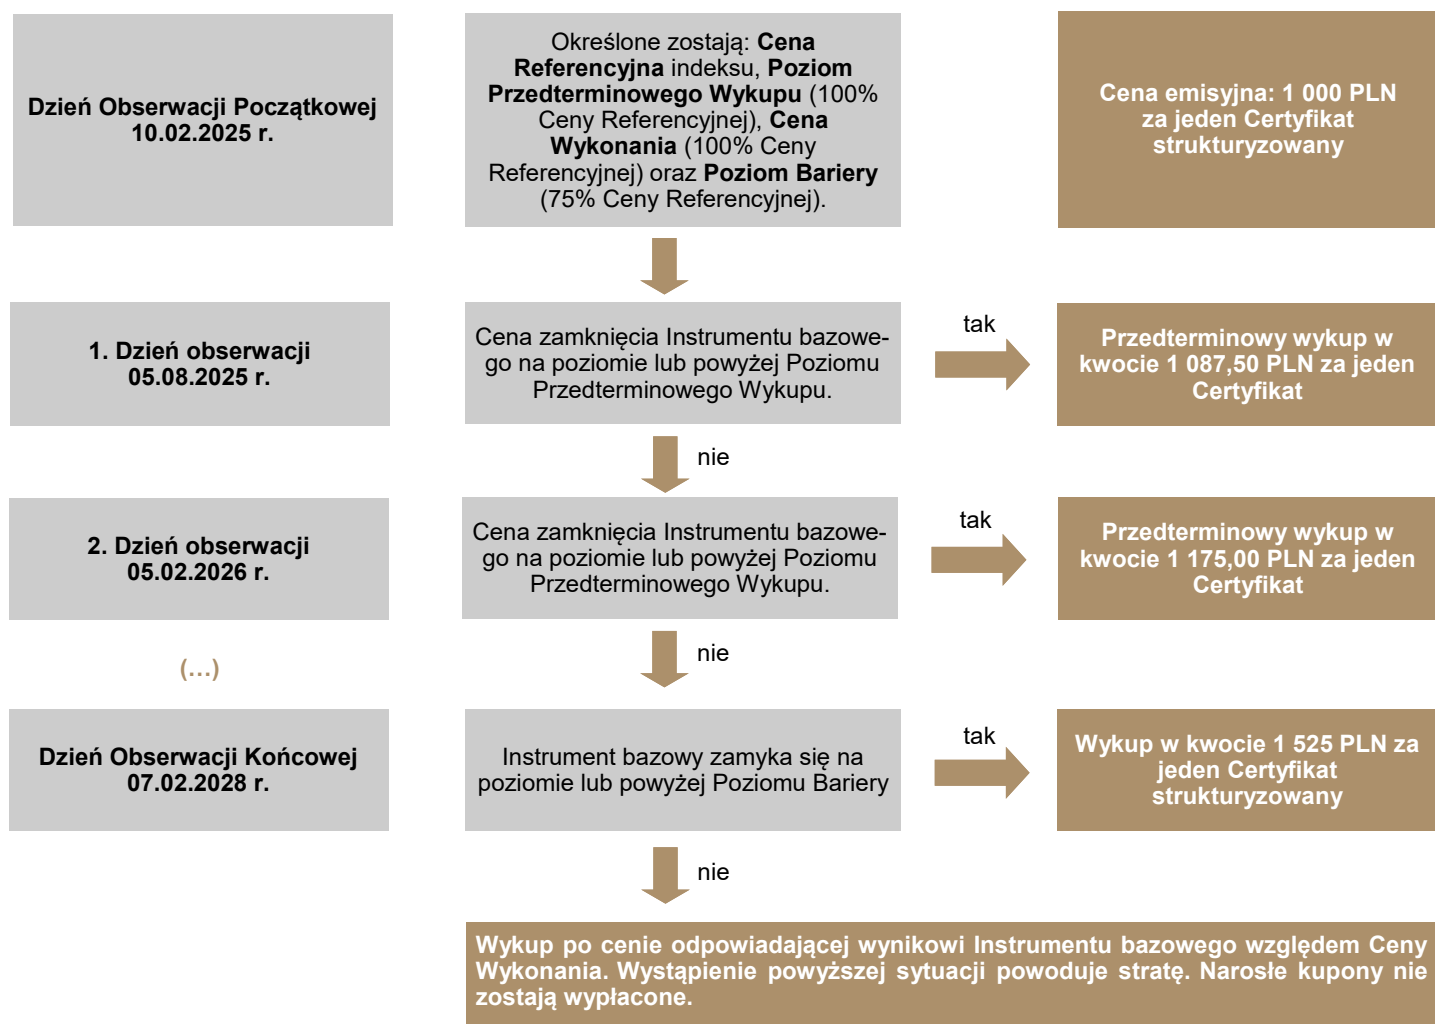 Dzień Obserwacji Początkowej
10.02.2025 r.
Określone zostają: Cena
Referencyjna indeksu, Poziom
Przedterminowego Wykupu (100%
Ceny Referencyjnej), Cena
Wykonania (100% Ceny
Referencyjnej) oraz Poziom Bariery
(75% Ceny Referencyjnej).
Cena emisyjna: 1 000 PLN
za jeden Certyfikat
strukturyzowany
1. Dzień obserwacji
05.08.2025 r.
Cena zamknięcia Instrumentu bazowe-
go na poziomie lub powyżej Poziomu
Przedterminowego Wykupu.
tak
Przedterminowy wykup w
kwocie 1 087,50 PLN za jeden
Certyfikat
nie
2. Dzień obserwacji
05.02.2026 r.
Cena zamknięcia Instrumentu bazowe-
go na poziomie lub powyżej Poziomu
Przedterminowego Wykupu.
tak
Przedterminowy wykup w
kwocie 1 175,00 PLN za jeden
Certyfikat
nie
(…)
Dzień Obserwacji Końcowej
07.02.2028 r.
Instrument bazowy zamyka się na
poziomie lub powyżej Poziomu Bariery
tak
Wykup w kwocie 1 525 PLN za
jeden Certyfikat
strukturyzowany
nie
Wykup po cenie odpowiadającej wynikowi Instrumentu bazowego względem Ceny
Wykonania. Wystąpienie powyższej sytuacji powoduje stratę. Narosłe kupony nie
zostają wypłacone.